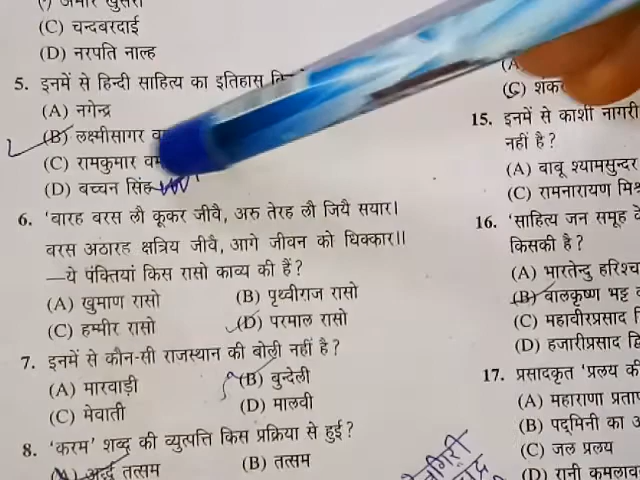 (C) चन्दबरदाई
(D) नरपति नाल्ह
5. इनमें से हिन्दी साहित्य का इतिहास
(A) नगेन्द्र
(B) लक्ष्मीसागर
(C) रामकुमार
(D) बच्चन सिंह
6. 'बारह बरस लौ कूकर जीवै, अरु तेरह लौ जियै सयार।
बरस अठारह क्षत्रिय जीवै, आगे जीवन को धिक्कार॥
—ये पंक्तियां किस रासो काव्य की हैं?
(A) खुमाण रासो (B) पृथ्वीराज रासो
(C) हम्मीर रासो (D) परमाल रासो
7. इनमें से कौन-सी राजस्थान की बोली नहीं है?
(A) मारवाड़ी (B) बुन्देली
(C) मेवाती (D) मालवी
8. 'करम' शब्द की व्युत्पत्ति किस प्रक्रिया से हुई?
(A) अर्द्ध तत्सम (B) तत्सम
(A
(C) शंकर
15. इनमें से काशी नागरी
नहीं है?
(A) बाबू श्यामसुन्दर
(C) रामनारायण मिश्र
16. 'साहित्य जन समूह के
किसकी है?
(A) भारतेन्दु हरिश्च
(B) बालकृष्ण भट्ट
(C) महावीरप्रसाद
(D) हजारीप्रसाद
17. प्रसादकृत 'प्रलय की
(A) महाराणा प्रताप
(B) पद्मिनी का
(C) जल प्रलय
(D) रानी कमलाव